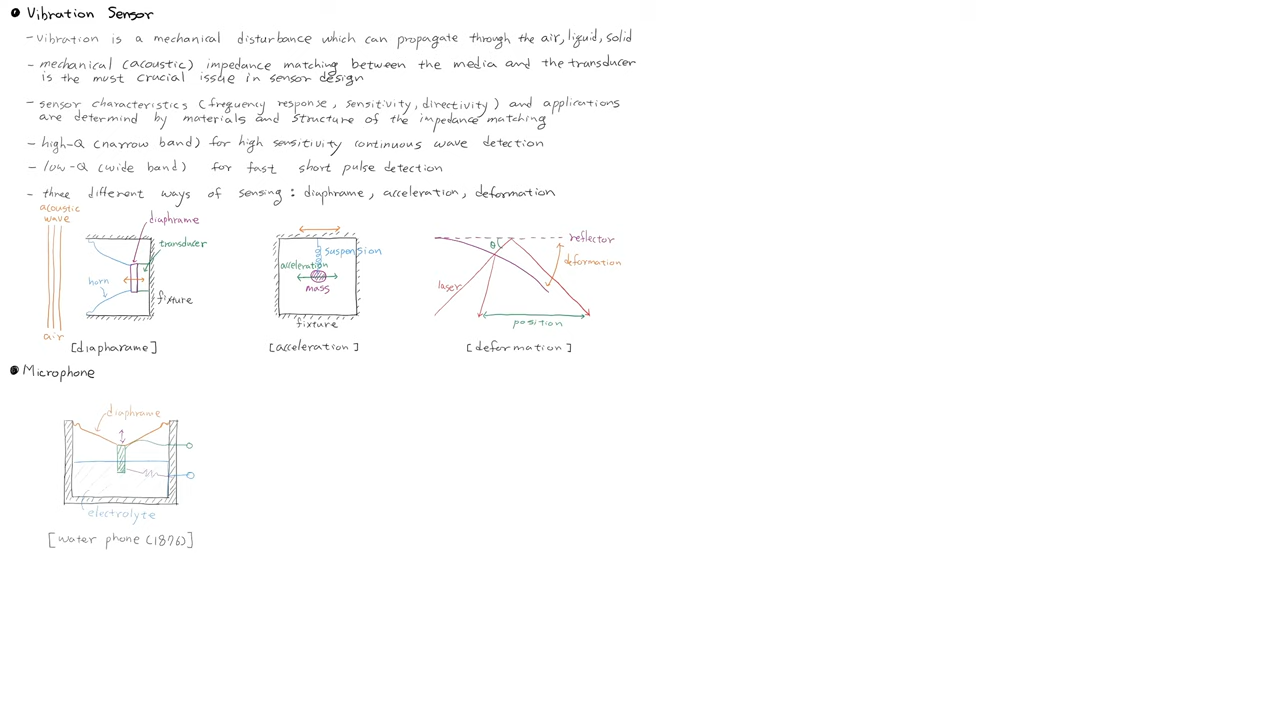 ● Vibration Sensor
- vibration is a mechanical disturbance which can propagate through the air, liquid, solid
- mechanical (acoustic) impedance matching between the media and the transducer
is the must crucial issue in sensor design
- sensor characteristics (frequency response, sensitivity, directivity) and applications
are determind by materials and structure of the impedance matching
- high-Q (narrow band) for high sensitivity continuous wave detection
- low-Q (wide band) for fast short pulse detection
- three different ways of sensing : diaphrame, acceleration, deformation
acoustic
wave
diaphrame
transducer
horn
fixture
air
[diapharame]
suspension
acceleration
mass
fixture
[acceleration]
θ
reflector
deformation
laser
position
[deformation]
● Microphone
diaphrame
electrolyte
[water phone (1876)]